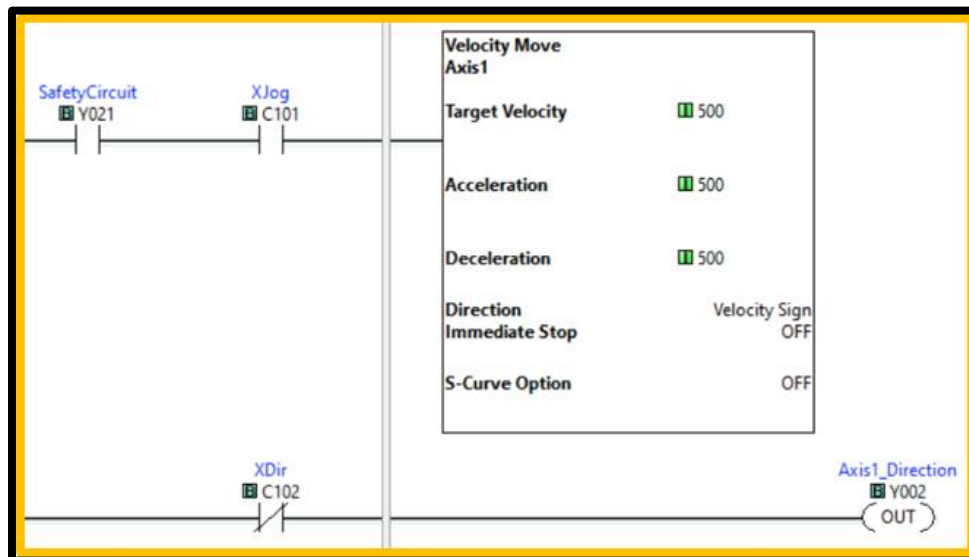 Velocity Move
Axis1
SafetyCircuit XJog
Y021 C101 Target Velocity 500
Acceleration 500
Deceleration 500
Direction Velocity Sign
Immediate Stop OFF
S-Curve Option OFF
XDir Axis1_Direction
C102 Y002
OUT